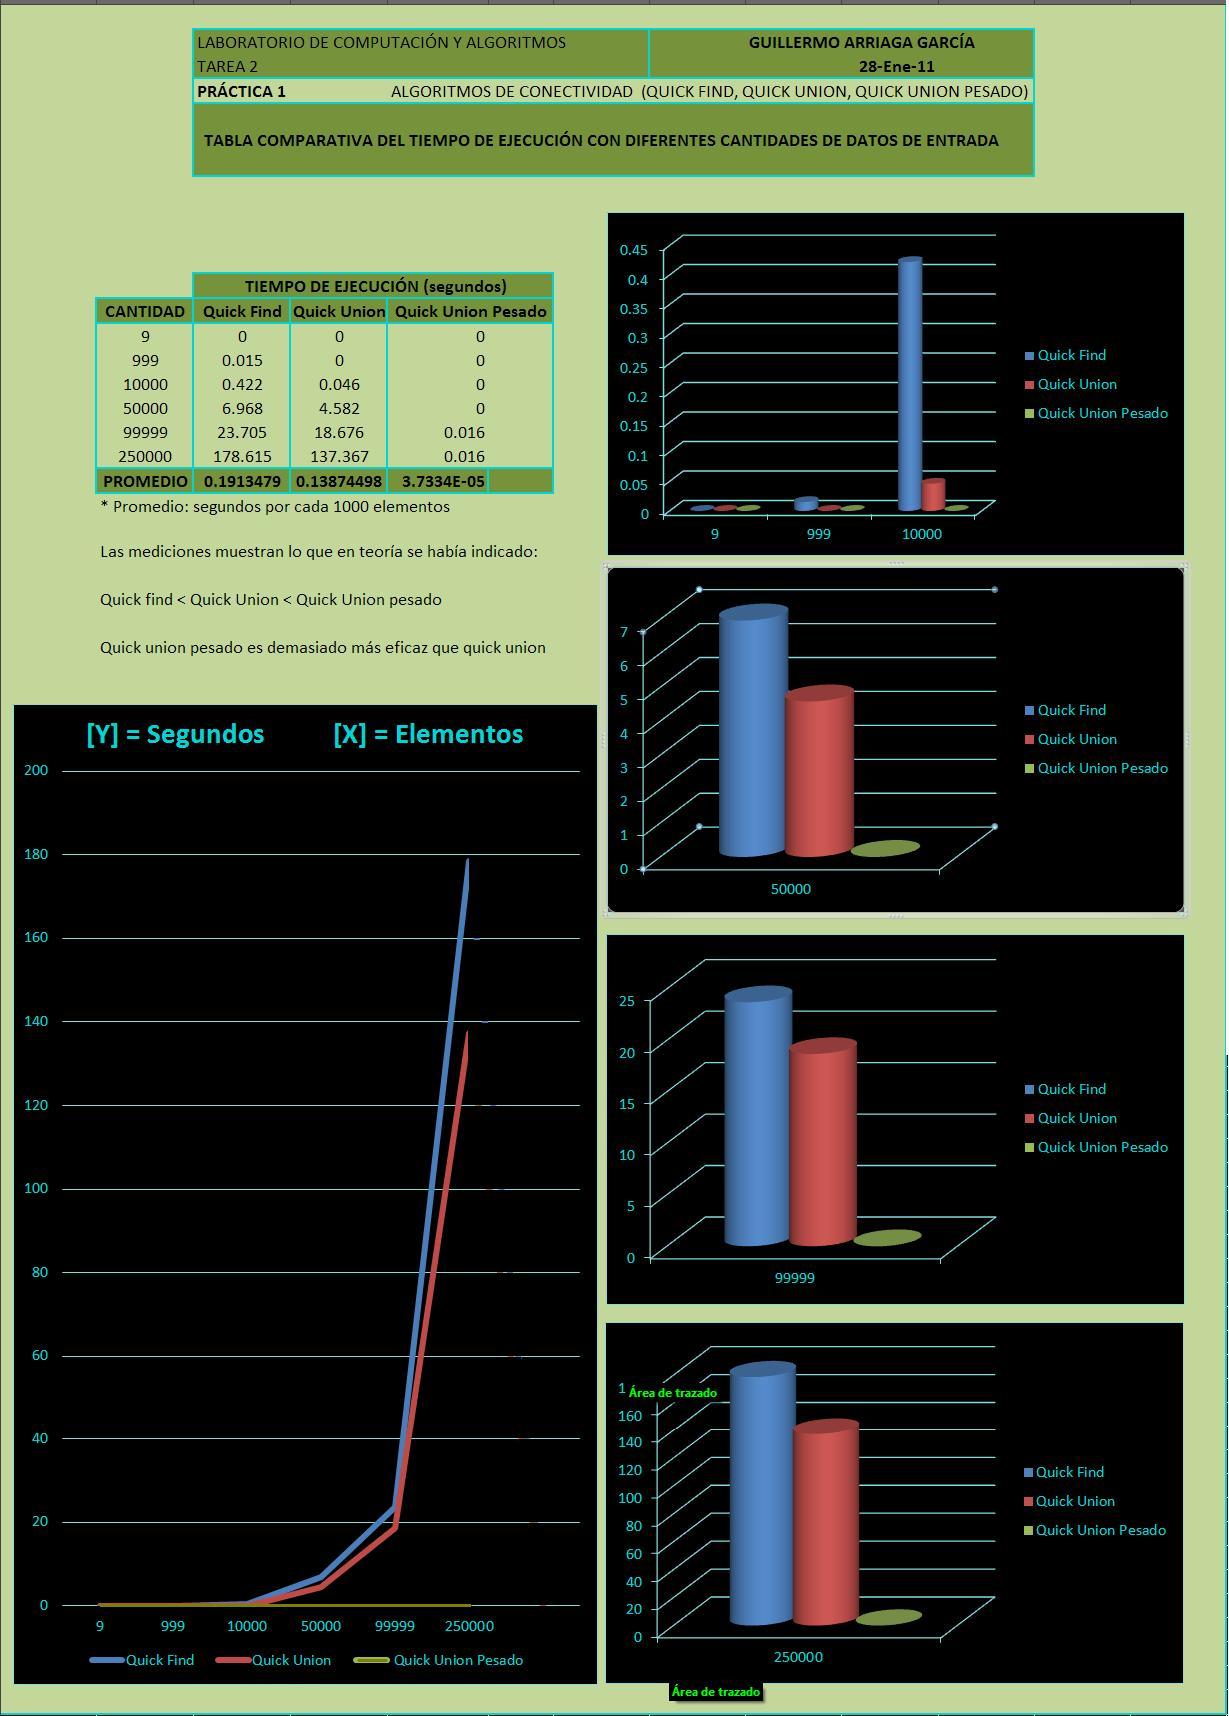 LABORATORIO DE COMPUTACIÓN Y ALGORITMOS GUILLERMO ARRIAGA GARCÍA
TAREA 2 28-Ene-11
PRÁCTICA 1 ALGORITMOS DE CONECTIVIDAD (QUICK FIND, QUICK UNION, QUICK UNION PESADO)
TABLA COMPARATIVA DEL TIEMPO DE EJECUCIÓN CON DIFERENTES CANTIDADES DE DATOS DE ENTRADA
TIEMPO DE EJECUCIÓN (segundos)
CANTIDAD Quick Find Quick Union Quick Union Pesado
9 0 0 0
999 0.015 0 0
10000 0.422 0.046 0
50000 6.968 4.582 0
99999 23.705 18.676 0.016
250000 178.615 137.367 0.016
PROMEDIO 0.1913479 0.13874498 3.7334E-05
* Promedio: segundos por cada 1000 elementos
Las mediciones muestran lo que en teoría se había indicado:
Quick find < Quick Union < Quick Union pesado
Quick union pesado es demasiado más eficaz que quick union
[Y] = Segundos [X] = Elementos
200
180
160
140
120
100
80
60
40
20
0
9 999 10000 50000 99999 250000
Quick Find Quick Union Quick Union Pesado
0.45
0.4
0.35
0.3
0.25
0.2
0.15
0.1
0.05
0
9 999 10000
Quick Find
Quick Union
Quick Union Pesado
7
6
5
4
3
2
1
0
50000
Quick Find
Quick Union
Quick Union Pesado
25
20
15
10
5
0
99999
Quick Find
Quick Union
Quick Union Pesado
1 Área de trazado
160
140
120
100
80
60
40
20
0
250000
Quick Find
Quick Union
Quick Union Pesado
Área de trazado